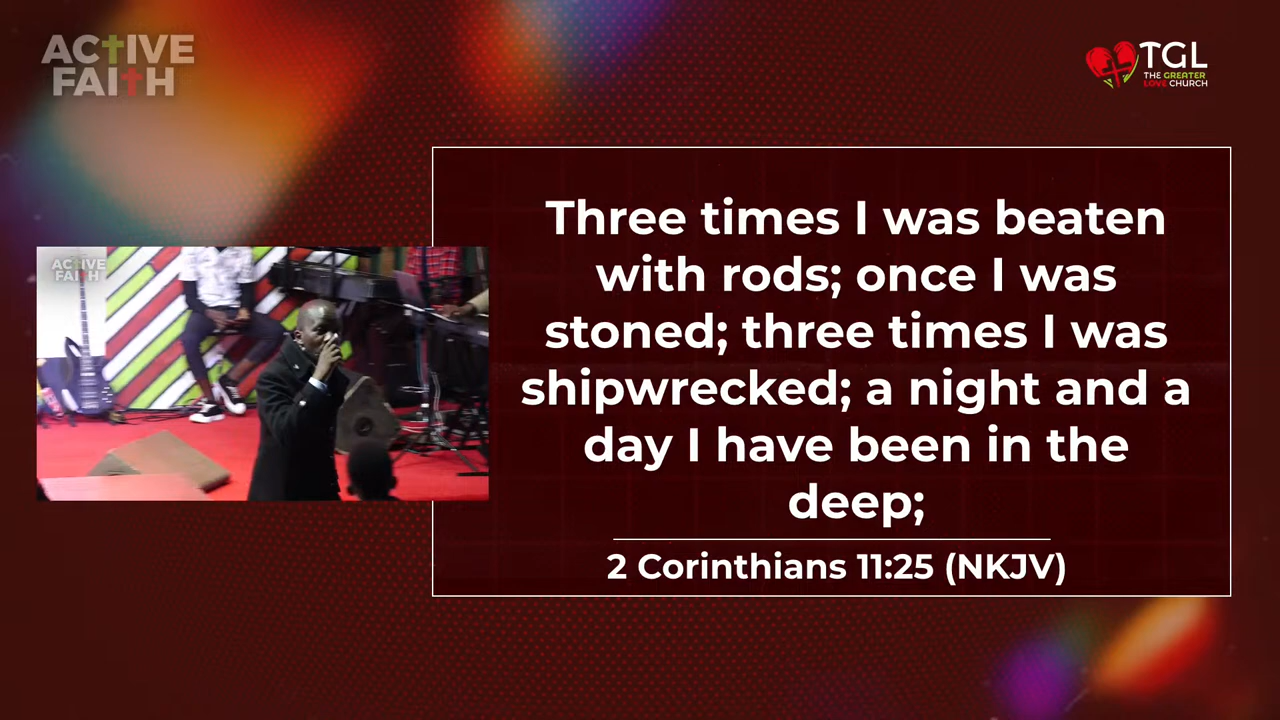 ACTIVE
FAITH
TGL
THE GREATER
LOVE CHURCH
Three times I was beaten
with rods; once I was
stoned; three times I was
shipwrecked; a night and a
day I have been in the
deep;
2 Corinthians 11:25 (NKJV)
ACTIVE
FAITH